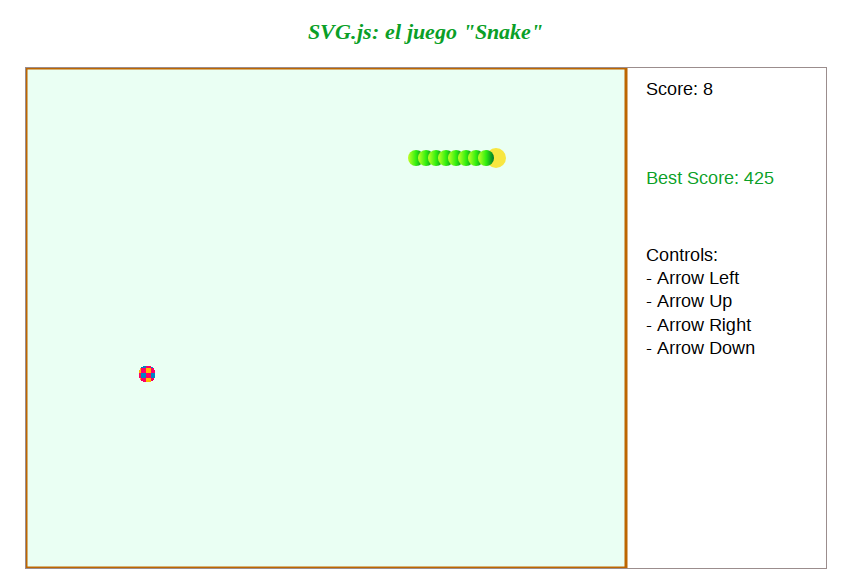 SVG.js: el juego "Snake"
Score: 8
Best Score: 425
Controls:
- Arrow Left
- Arrow Up
- Arrow Right
- Arrow Down